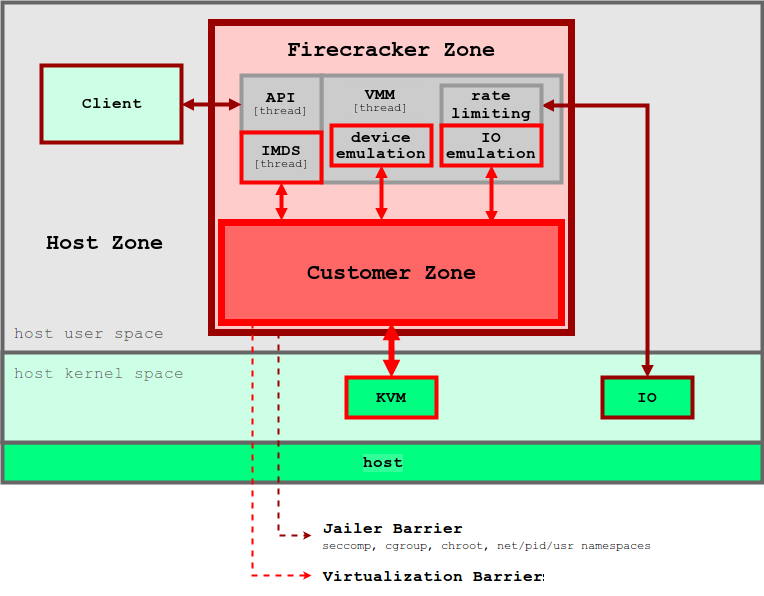 Firecracker Zone
Client
API
[thread]
VMM
[thread]
rate
limiting
IMDS
[thread]
device
emulation
IO
emulation
Host Zone
Customer Zone
host user space
host kernel space
KVM
IO
host
Jailer Barrier
seccomp, cgroup, chroot, net/pid/usr namespaces
Virtualization Barrier